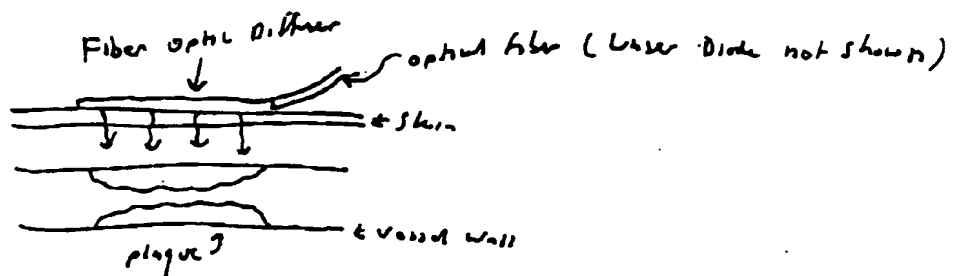 Fiber optic Diffuser
optical fiber (Laser Diode not shown)
skin
vessel wall
plaque